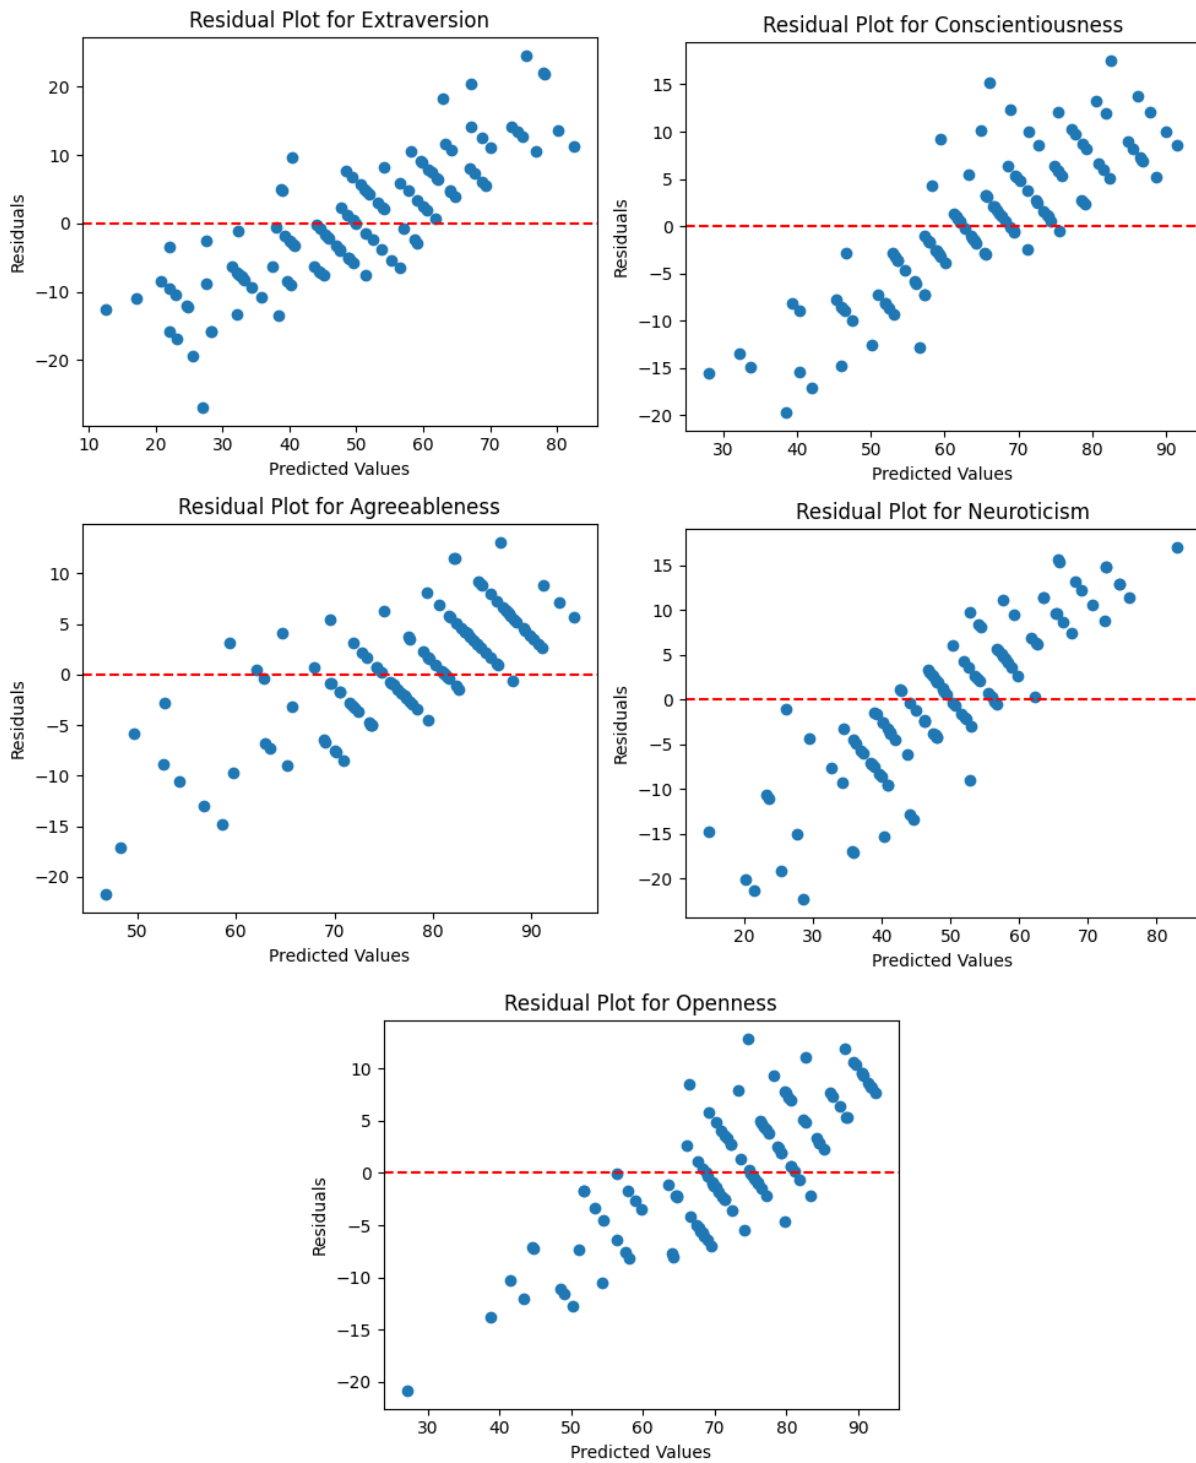 Residual Plot for Extraversion
Residuals
20
10
0
−10
−20
10 20 30 40 50 60 70 80
Predicted Values
Residual Plot for Conscientiousness
Residuals
15
10
5
0
−5
−10
−15
−20
30 40 50 60 70 80 90
Predicted Values
Residual Plot for Agreeableness
Residuals
10
5
0
−5
−10
−15
−20
50 60 70 80 90
Predicted Values
Residual Plot for Neuroticism
Residuals
15
10
5
0
−5
−10
−15
−20
20 30 40 50 60 70 80
Predicted Values
Residual Plot for Openness
Residuals
10
5
0
−5
−10
−15
−20
30 40 50 60 70 80 90
Predicted Values